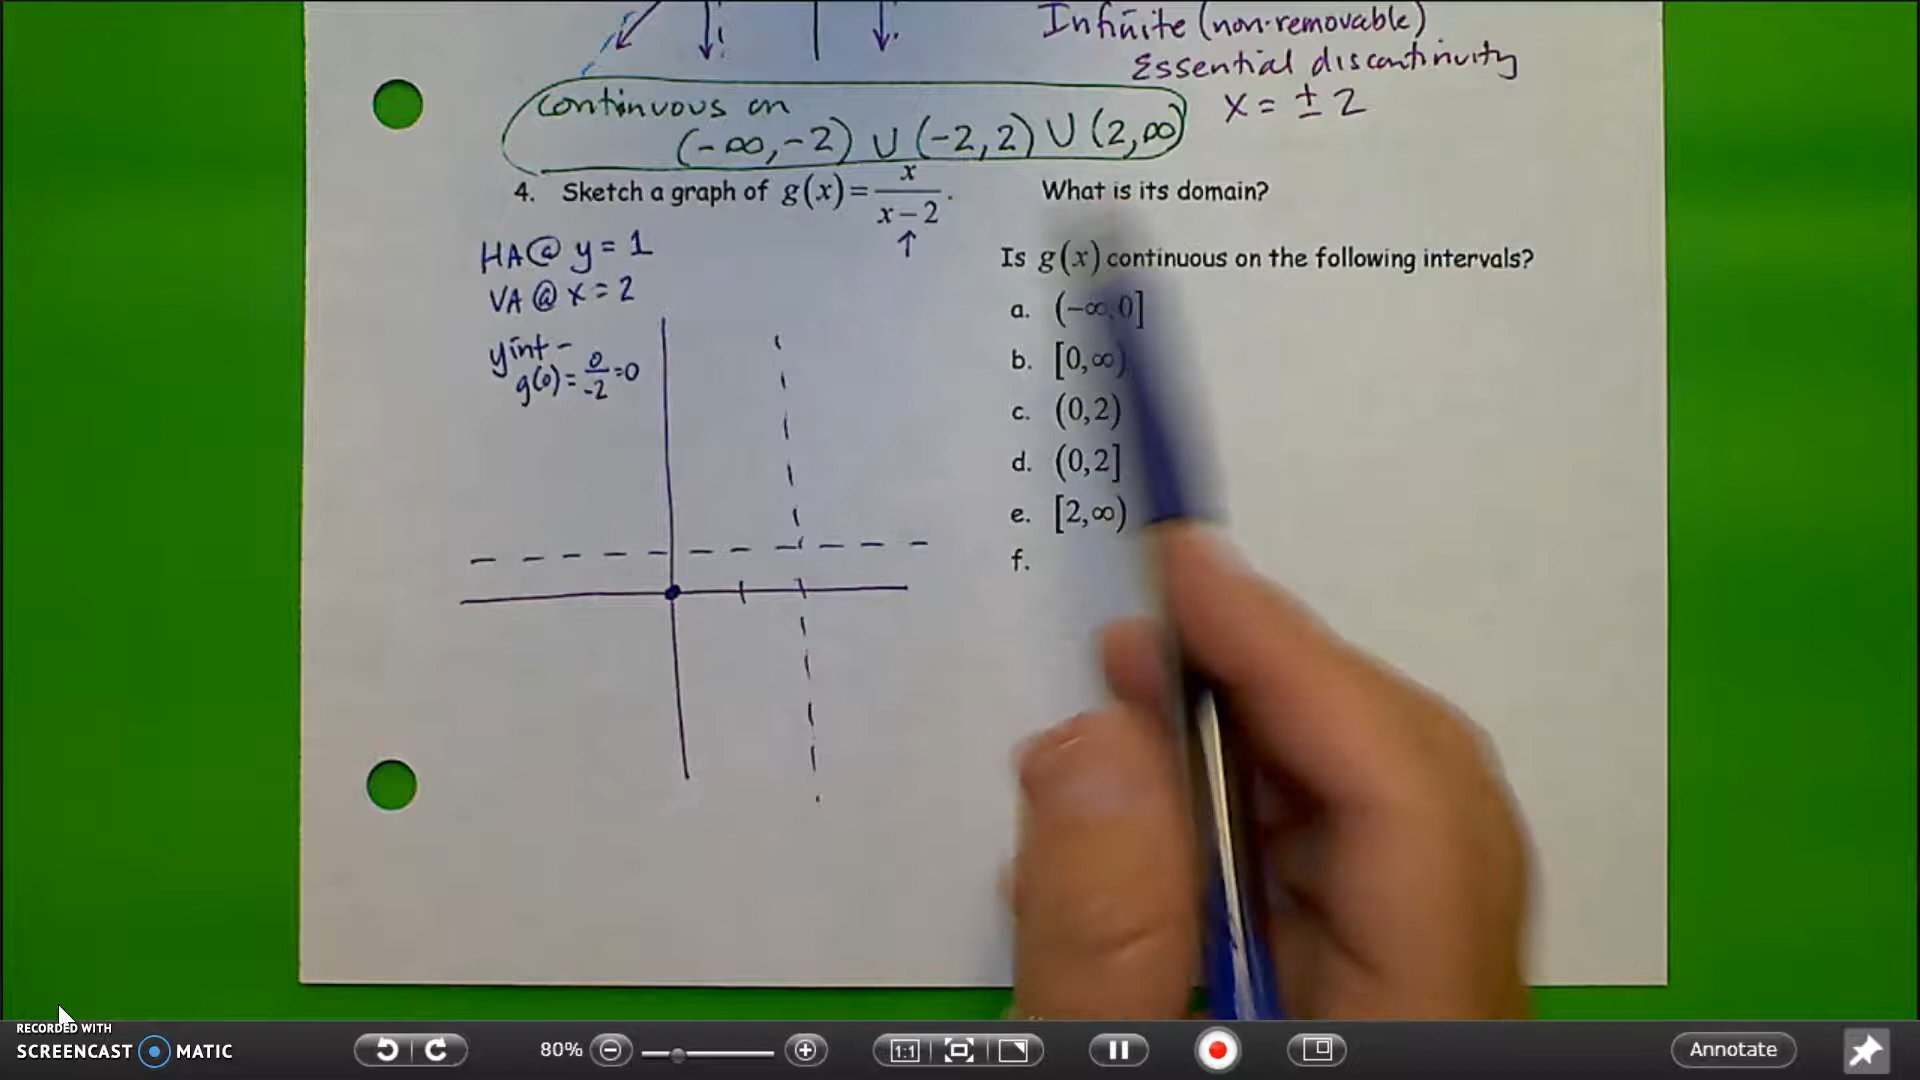 Infinite (non-removable)
Essential discontinuity
x = ± 2
continuous on
(-∞,-2) ∪ (-2,2) ∪ (2,∞)
4. Sketch a graph of g(x) = x/(x-2).
What is its domain?
↑
HA @ y = 1
VA @ x = 2
yint -
g(0) = 0/-2 = 0
Is g(x) continuous on the following intervals?
a. (-∞,0]
b. [0,∞)
c. (0,2)
d. (0,2]
e. [2,∞)
f.
RECORDED WITH
SCREENCAST MATIC
80%
1:1
Annotate